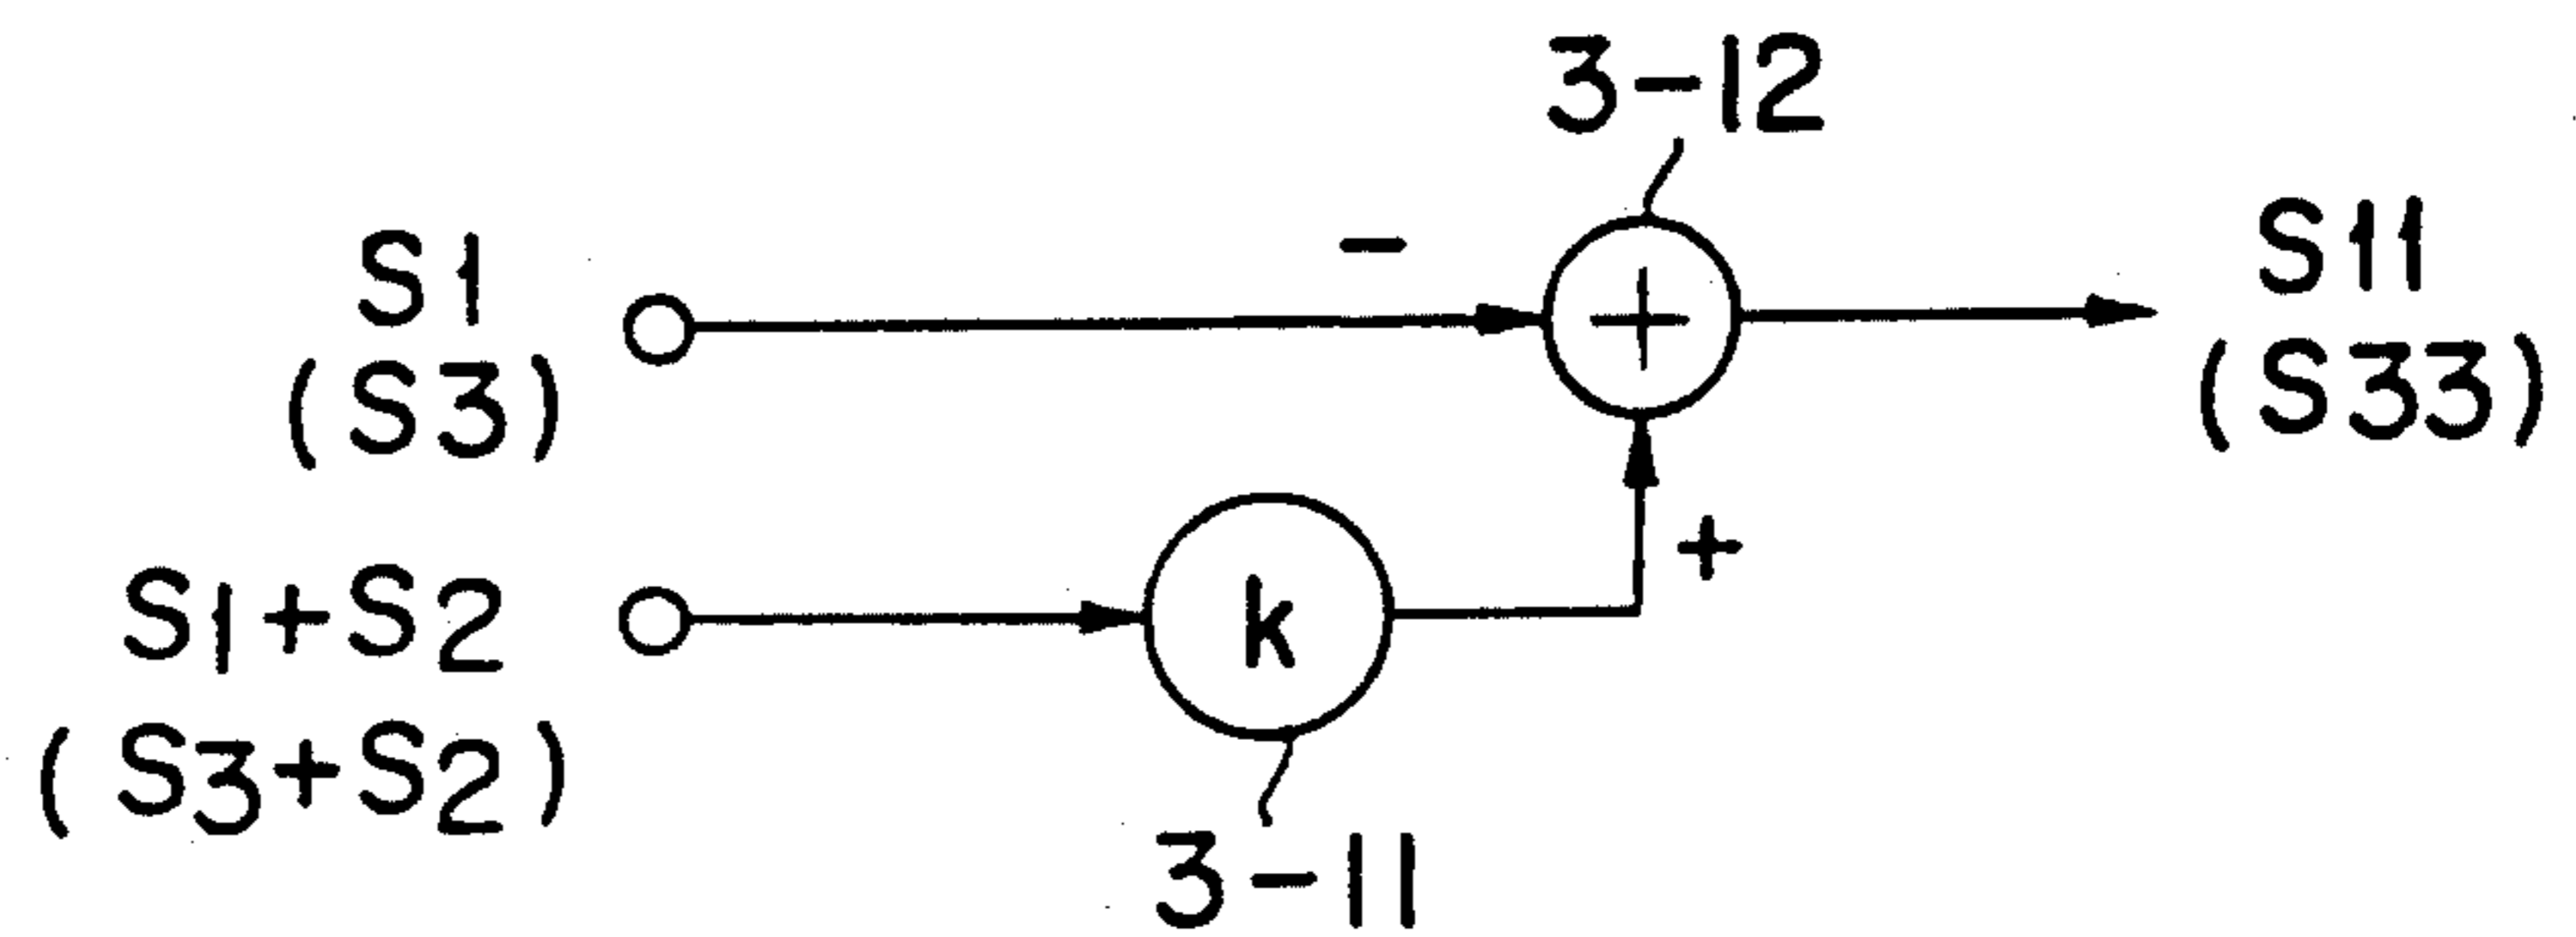 3-12
-
S1
(S3)
+
S11
(S33)
S1+S2
(S3+S2)
k
+
3-11